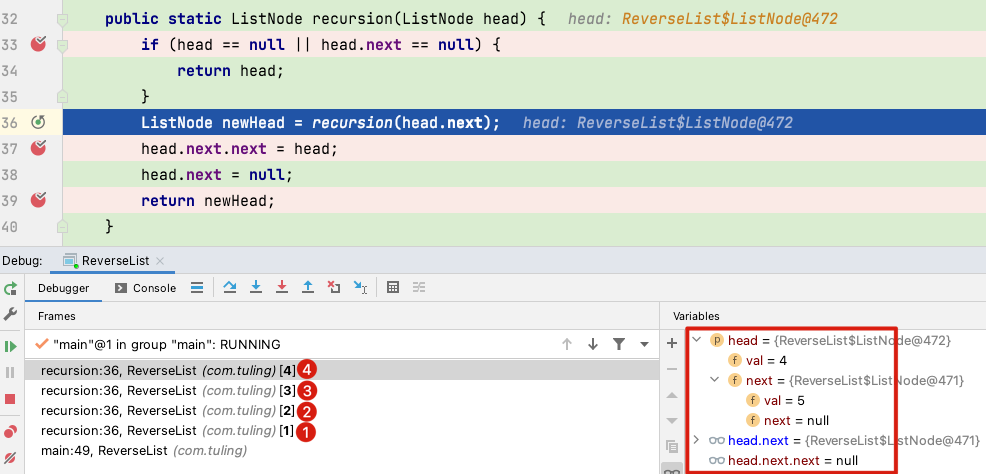 32 public static ListNode recursion(ListNode head) { head: ReverseList$ListNode@472
33 if (head == null || head.next == null) {
34 return head;
35 }
36 ListNode newHead = recursion(head.next); head: ReverseList$ListNode@472
37 head.next.next = head;
38 head.next = null;
39 return newHead;
40 }
Debug: ReverseList
Debugger Console
Frames
"main"@1 in group "main": RUNNING
recursion:36, ReverseList (com.tuling) [4] 4
recursion:36, ReverseList (com.tuling) [3] 3
recursion:36, ReverseList (com.tuling) [2] 2
recursion:36, ReverseList (com.tuling) [1] 1
main:49, ReverseList (com.tuling)
Variables
p head = {ReverseList$ListNode@472}
f val = 4
f next = {ReverseList$ListNode@471}
f val = 5
f next = null
head.next = {ReverseList$ListNode@471}
head.next.next = null